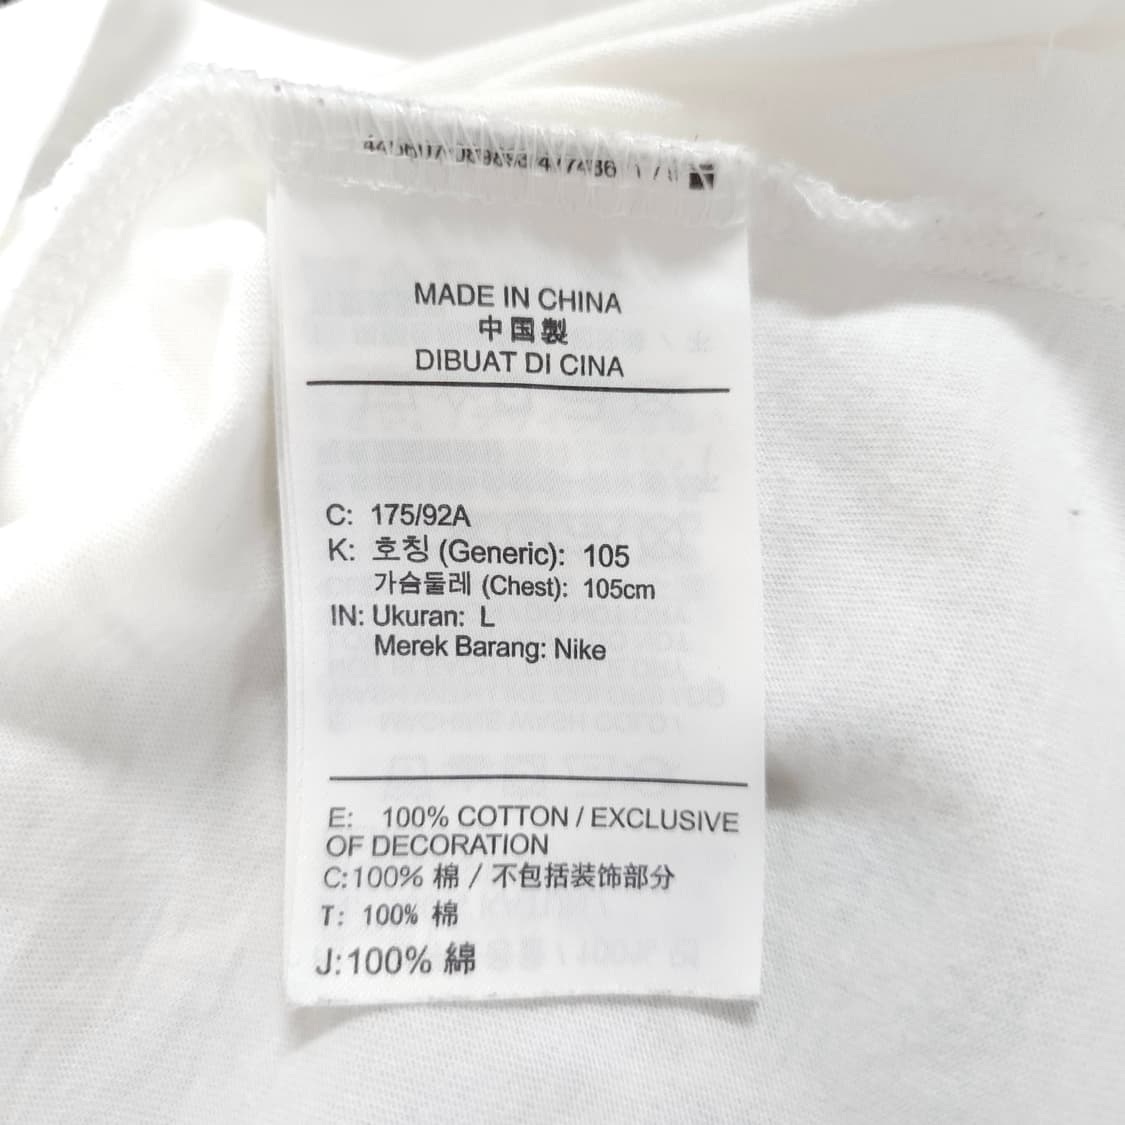 MADE IN CHINA
中国製
DIBUAT DI CINA
C: 175/92A
K: 호칭 (Generic): 105
가슴둘레 (Chest): 105cm
IN: Ukuran: L
Merek Barang: Nike
E: 100% COTTON / EXCLUSIVE
OF DECORATION
C:100% 棉 / 不包括装饰部分
T: 100% 棉
J:100% 綿